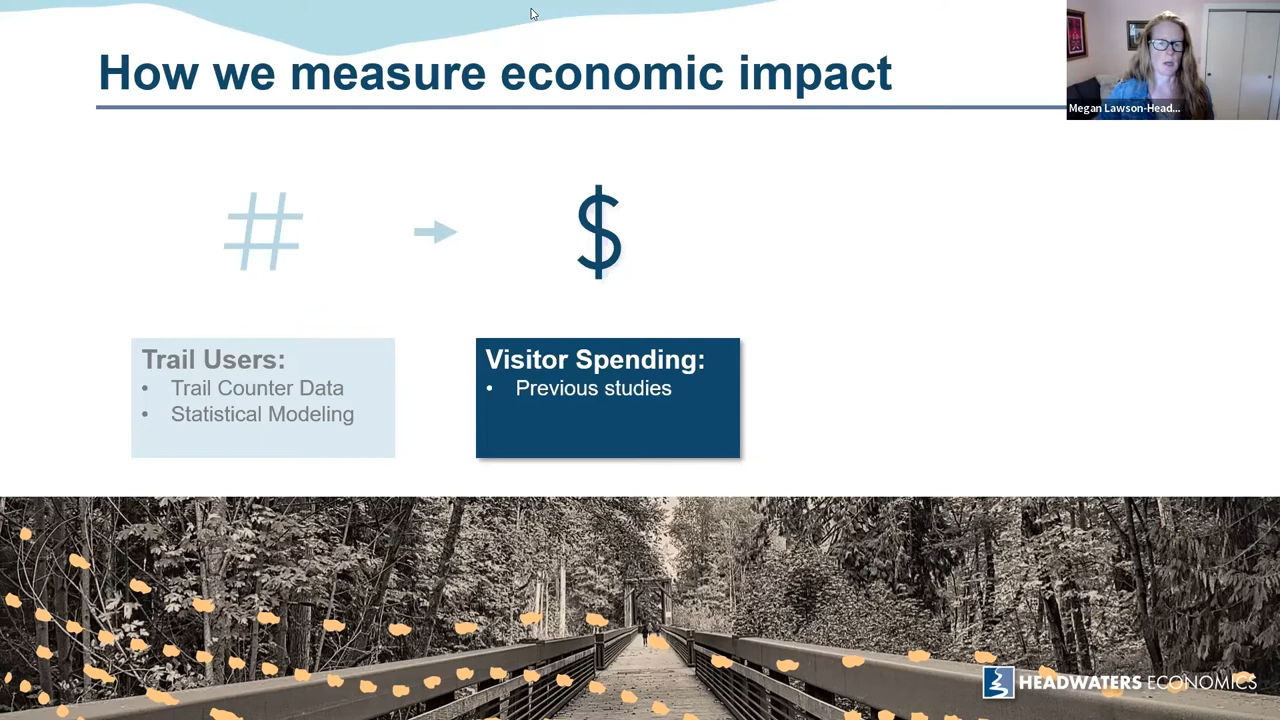 How we measure economic impact
Megan Lawson-Head...
# $
Trail Users:
• Trail Counter Data
• Statistical Modeling
Visitor Spending:
• Previous studies
HEADWATERS ECONOMICS